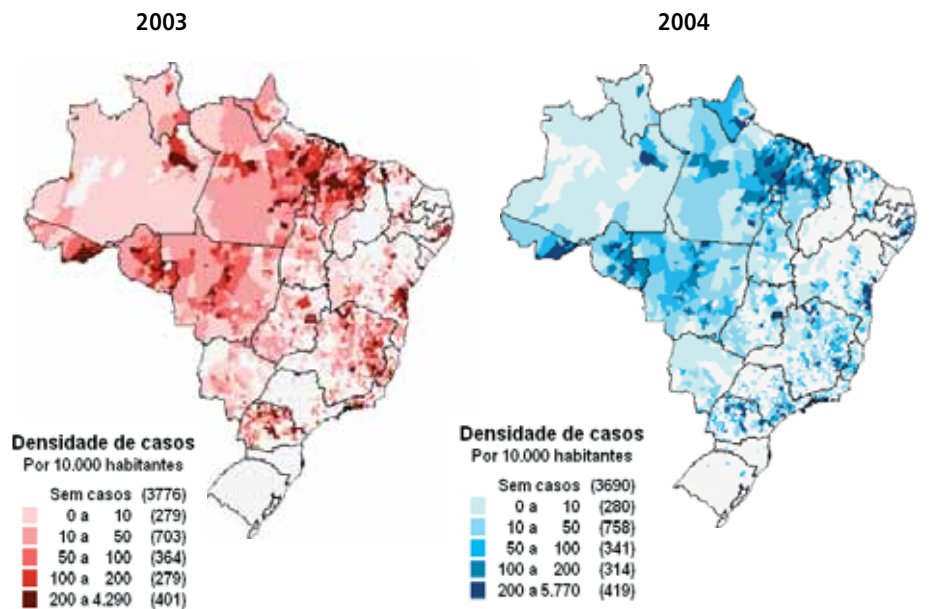 2003
2004
Densidade de casos
Por 10.000 habitantes
Sem casos (3776)
0 a 10 (279)
10 a 50 (703)
50 a 100 (364)
100 a 200 (279)
200 a 4.290 (401)
Densidade de casos
Por 10.000 habitantes
Sem casos (3690)
0 a 10 (280)
10 a 50 (758)
50 a 100 (341)
100 a 200 (314)
200 a 5.770 (419)